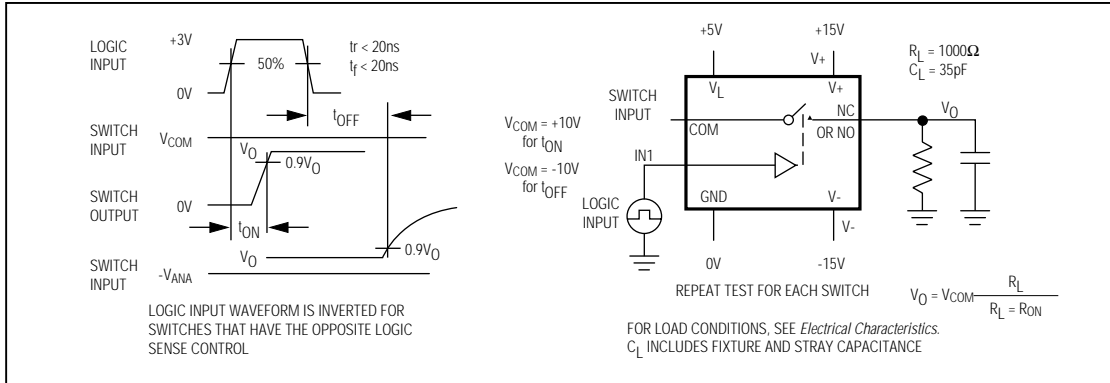 LOGIC
INPUT
+3V
0V
50%
tr < 20ns
tf < 20ns
tOFF
SWITCH
INPUT
VCOM
VO
0.9VO
SWITCH
OUTPUT
0V
tON
VO
0.9VO
SWITCH
INPUT
-VANA
LOGIC INPUT WAVEFORM IS INVERTED FOR
SWITCHES THAT HAVE THE OPPOSITE LOGIC
SENSE CONTROL
+5V
+15V
V+
RL = 1000Ω
CL = 35pF
VL
V+
SWITCH
INPUT
COM
NC
OR NO
VO
VCOM = +10V
for tON
VCOM = -10V
for tOFF
IN1
LOGIC
INPUT
GND
V-
V-
0V
-15V
REPEAT TEST FOR EACH SWITCH
VO = VCOM RL
RL = RON
FOR LOAD CONDITIONS, SEE Electrical Characteristics.
CL INCLUDES FIXTURE AND STRAY CAPACITANCE